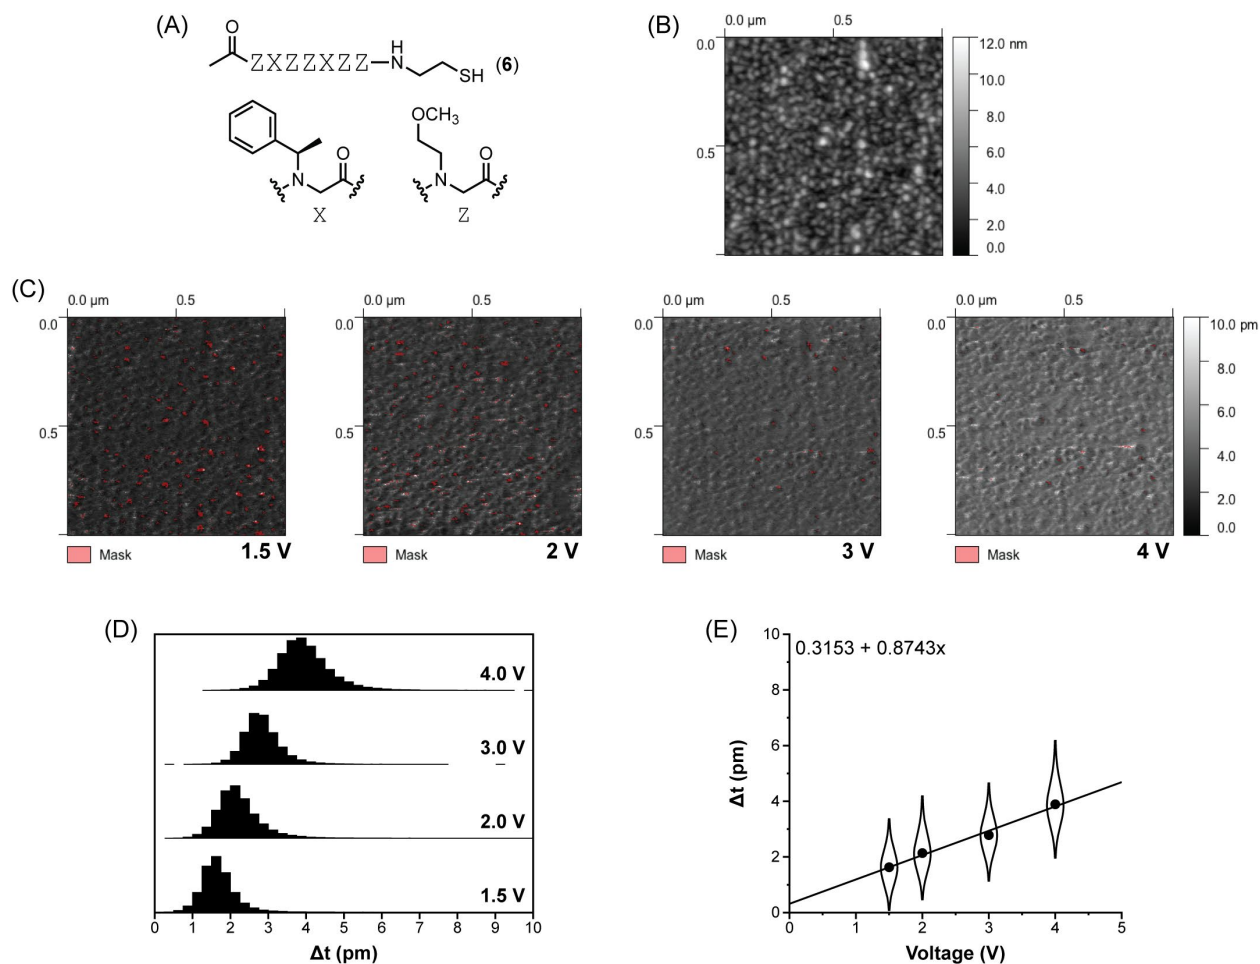 (A)
O
ZXZZXZZ
H
N
SH
(6)
OCH3
O
N
X
O
N
Z
(B)
0.0 µm 0.5
0.0
0.5
12.0 nm
8.0
6.0
4.0
2.0
0.0
(C)
0.0 µm 0.5
0.0
0.5
Mask
1.5 V
0.0 µm 0.5
0.0
0.5
Mask
2 V
0.0 µm 0.5
0.0
0.5
Mask
3 V
0.0 µm 0.5
0.0
0.5
Mask
4 V
10.0 pm
8.0
6.0
4.0
2.0
0.0
(D)
4.0 V
3.0 V
2.0 V
1.5 V
0 1 2 3 4 5 6 7 8 9 10
Δt (pm)
(E)
0.3153 + 0.8743x
10
8
6
4
2
0
Δt (pm)
0 1 2 3 4 5
Voltage (V)